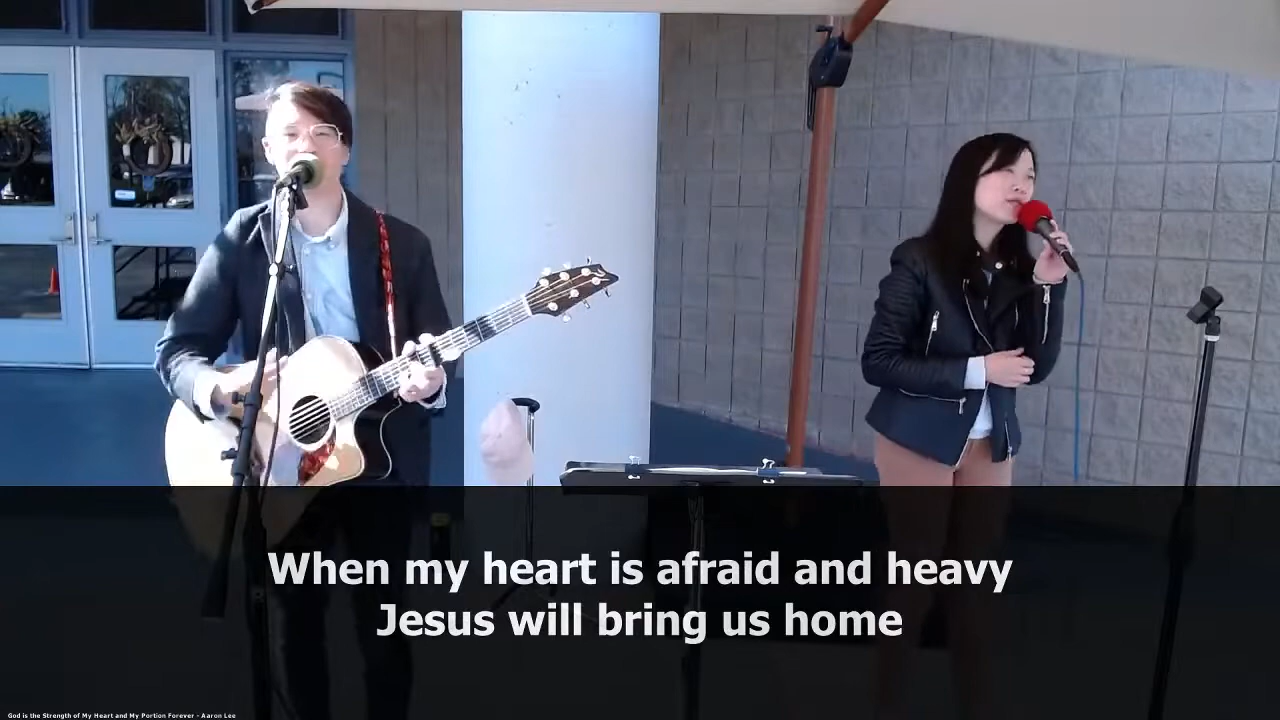 When my heart is afraid and heavy
Jesus will bring us home
God is the Strength of My Heart and My Portion Forever - Aaron Lee